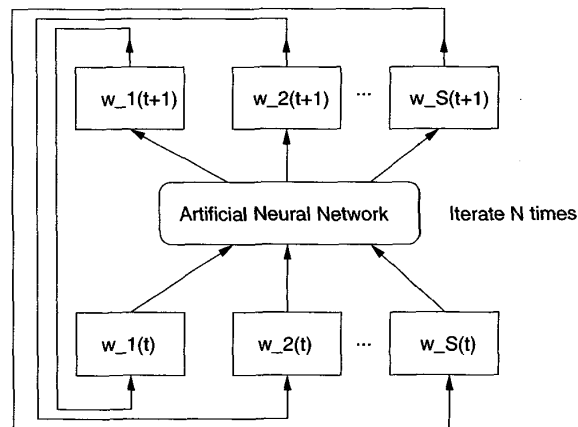 w_1(t+1) w_2(t+1) ... w_S(t+1)
Artificial Neural Network Iterate N times
w_1(t) w_2(t) ... w_S(t)